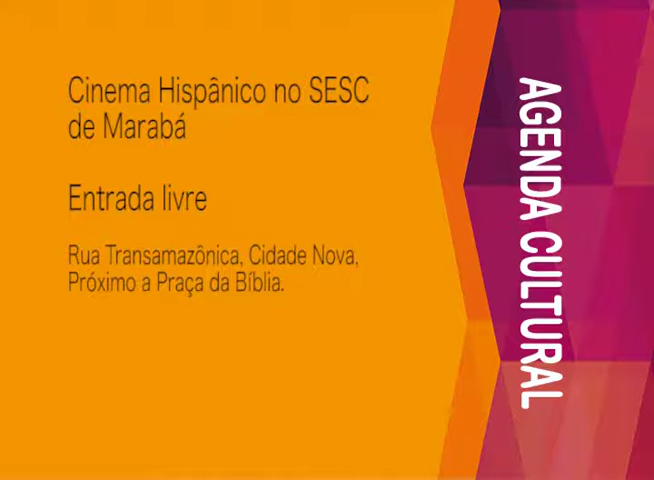 Cinema Hispânico no SESC
de Marabá
Entrada livre
Rua Transamazônica, Cidade Nova,
Próximo a Praça da Bíblia.
AGENDA CULTURAL